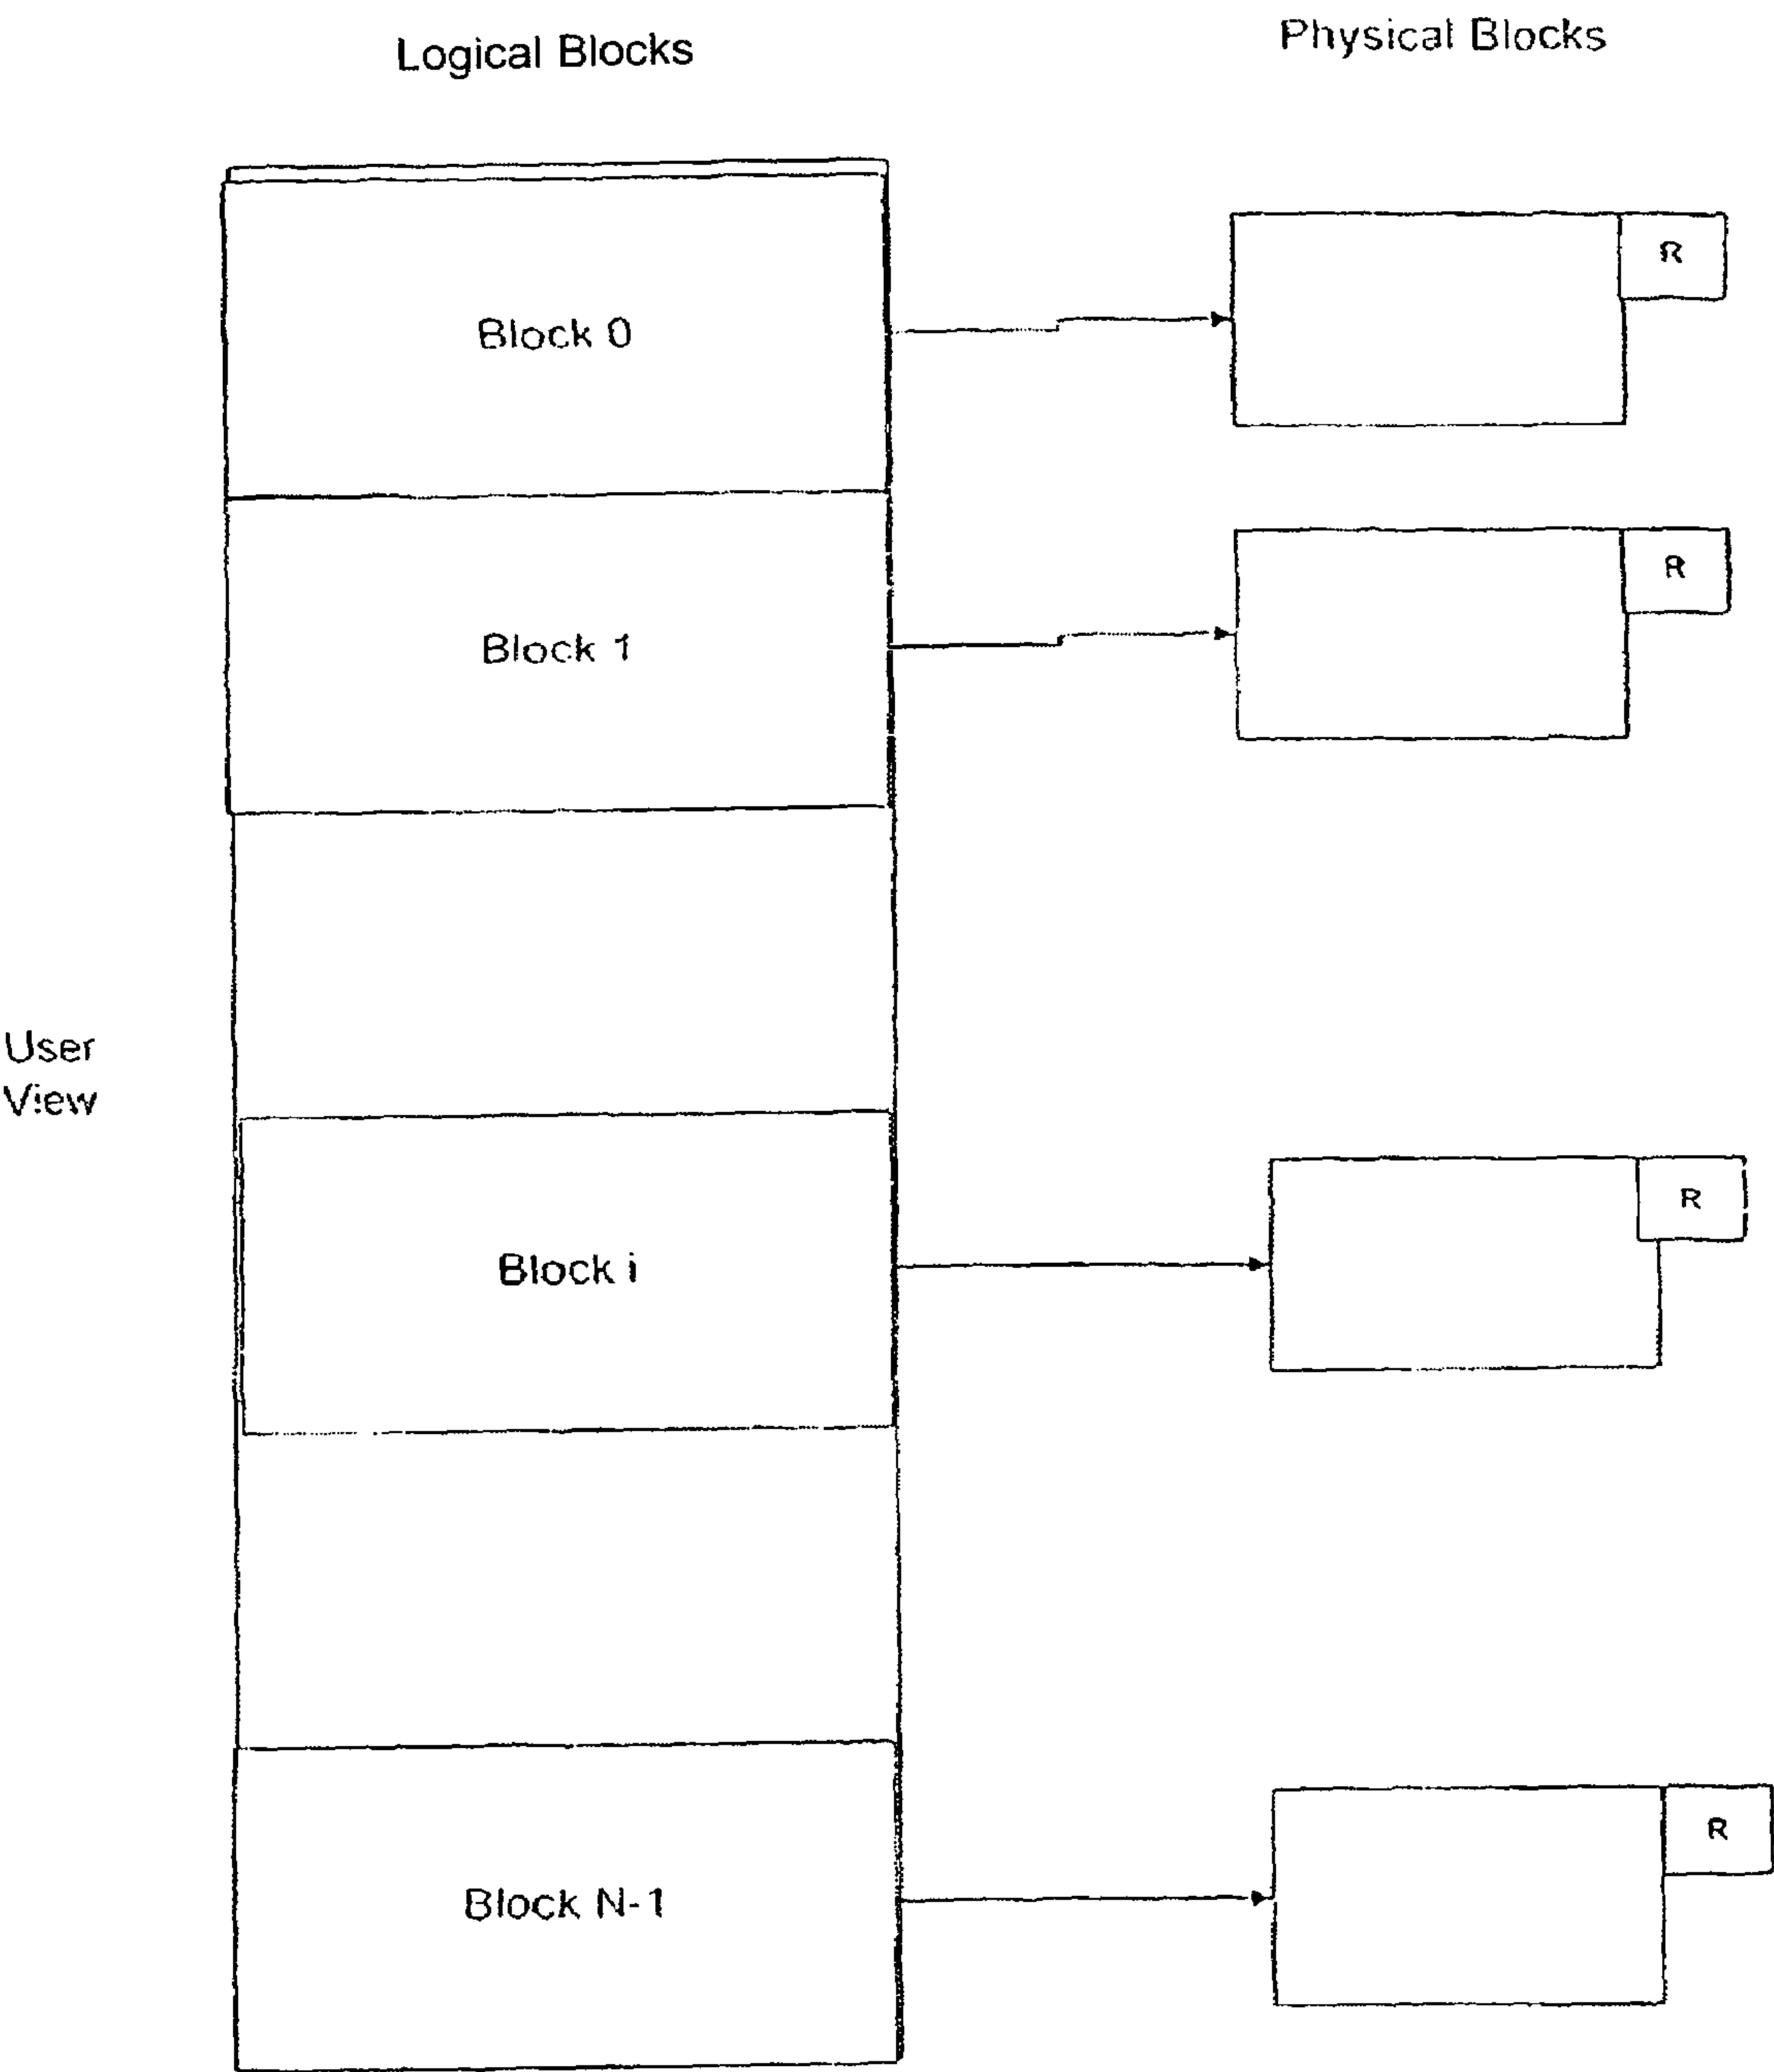 Logical Blocks
Physical Blocks
Block 0
R
Block 1
R
User
View
Block i
R
Block N-1
R